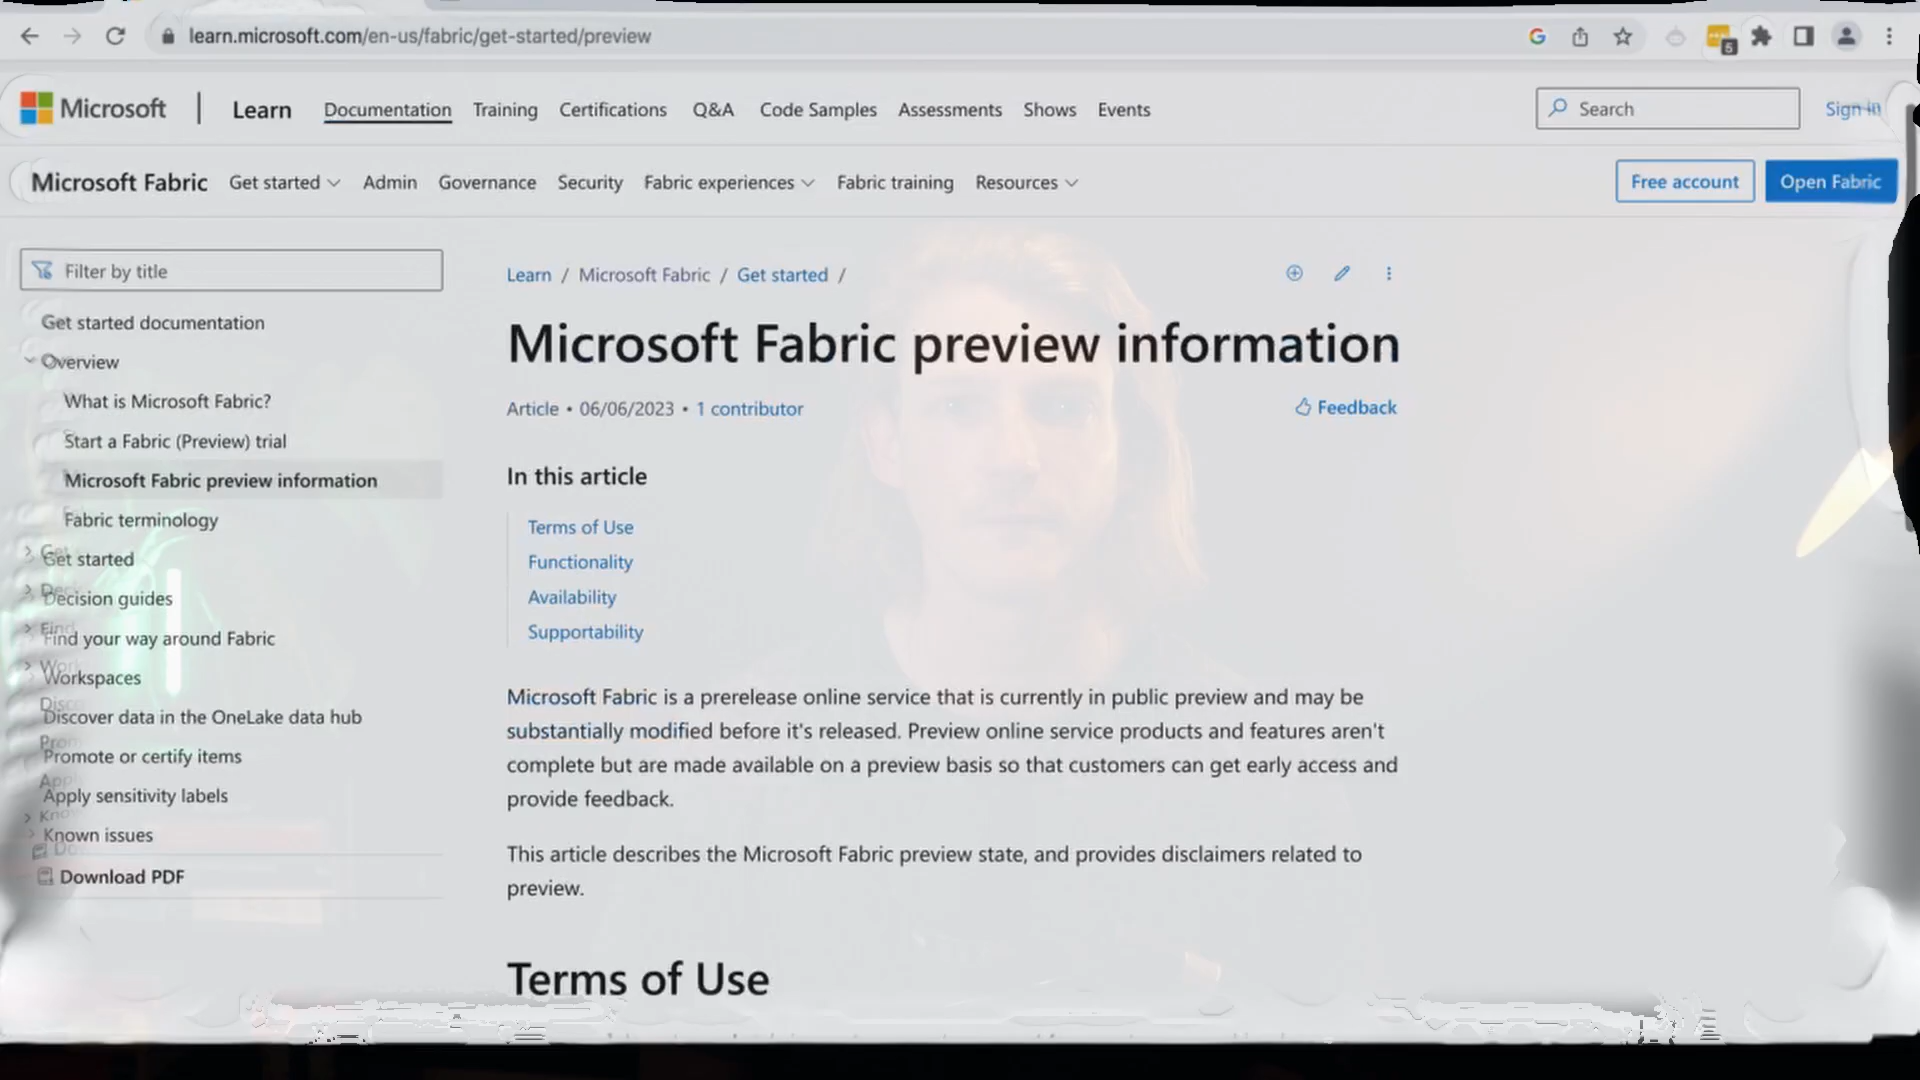 learn.microsoft.com/en-us/fabric/get-started/preview
5
Microsoft | Learn Documentation Training Certifications Q&A Code Samples Assessments Shows Events Search Sign in
Microsoft Fabric Get started Admin Governance Security Fabric experiences Fabric training Resources Free account Open Fabric
Filter by title
Get started documentation
Overview
What is Microsoft Fabric?
Start a Fabric (Preview) trial
Microsoft Fabric preview information
Fabric terminology
Get started
Decision guides
Find your way around Fabric
Workspaces
Discover data in the OneLake data hub
Promote or certify items
Apply sensitivity labels
Known issues
Download PDF
Learn / Microsoft Fabric / Get started /
Microsoft Fabric preview information
Article • 06/06/2023 • 1 contributor
Feedback
In this article
Terms of Use
Functionality
Availability
Supportability
Microsoft Fabric is a prerelease online service that is currently in public preview and may be
substantially modified before it's released. Preview online service products and features aren't
complete but are made available on a preview basis so that customers can get early access and
provide feedback.
This article describes the Microsoft Fabric preview state, and provides disclaimers related to
preview.
Terms of Use